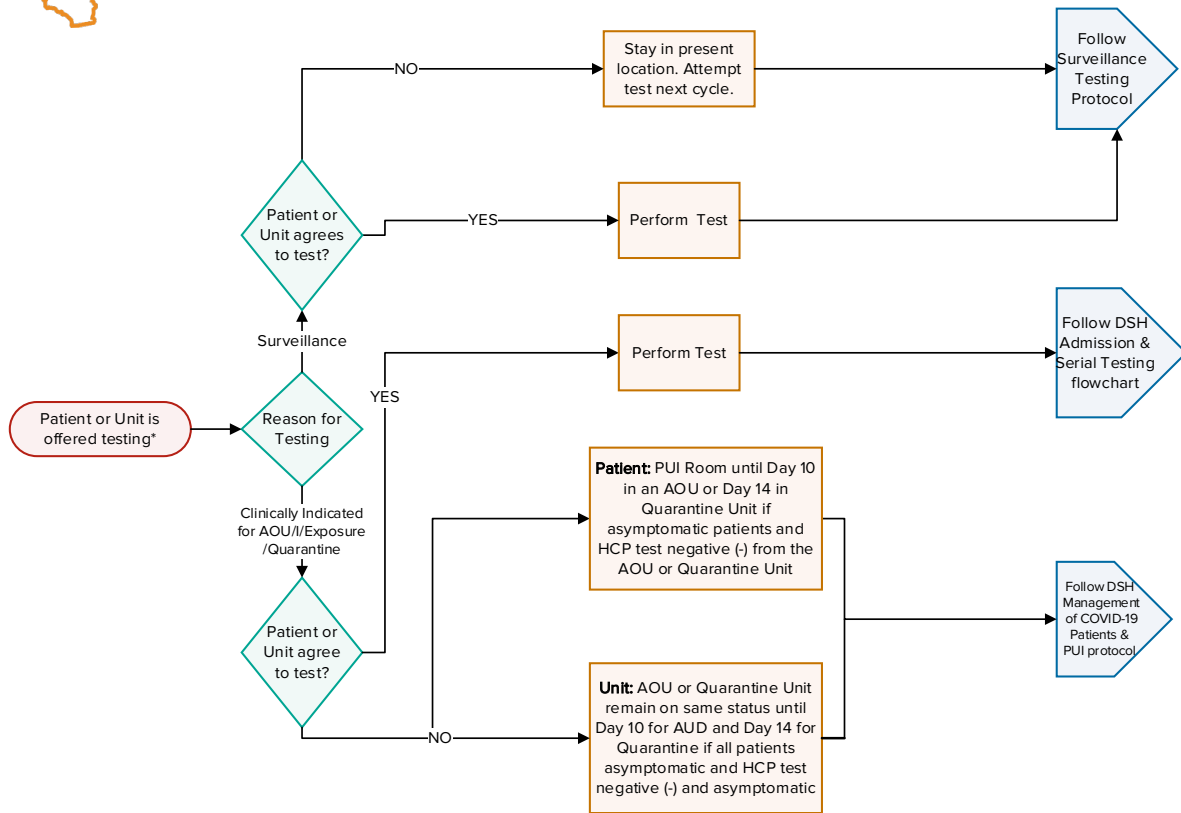 Stay in present
location. Attempt
test next cycle.
Follow
Surveillance
Testing
Protocol
NO
Patient or
Unit agrees
to test?
YES
Perform Test
Surveillance
Perform Test
Follow DSH
Admission &
Serial Testing
flowchart
YES
Patient or Unit is
offered testing*
Reason for
Testing
Clinically Indicated
for AOU/I/Exposure
/Quarantine
Patient: PUI Room until Day 10
in an AOU or Day 14 in
Quarantine Unit if
asymptomatic patients and
HCP test negative (-) from the
AOU or Quarantine Unit
Follow DSH
Management
of COVID-19
Patients &
PUI protocol
Patient or
Unit agree
to test?
NO
Unit: AOU or Quarantine Unit
remain on same status until
Day 10 for AUD and Day 14 for
Quarantine if all patients
asymptomatic and HCP test
negative (-) and asymptomatic